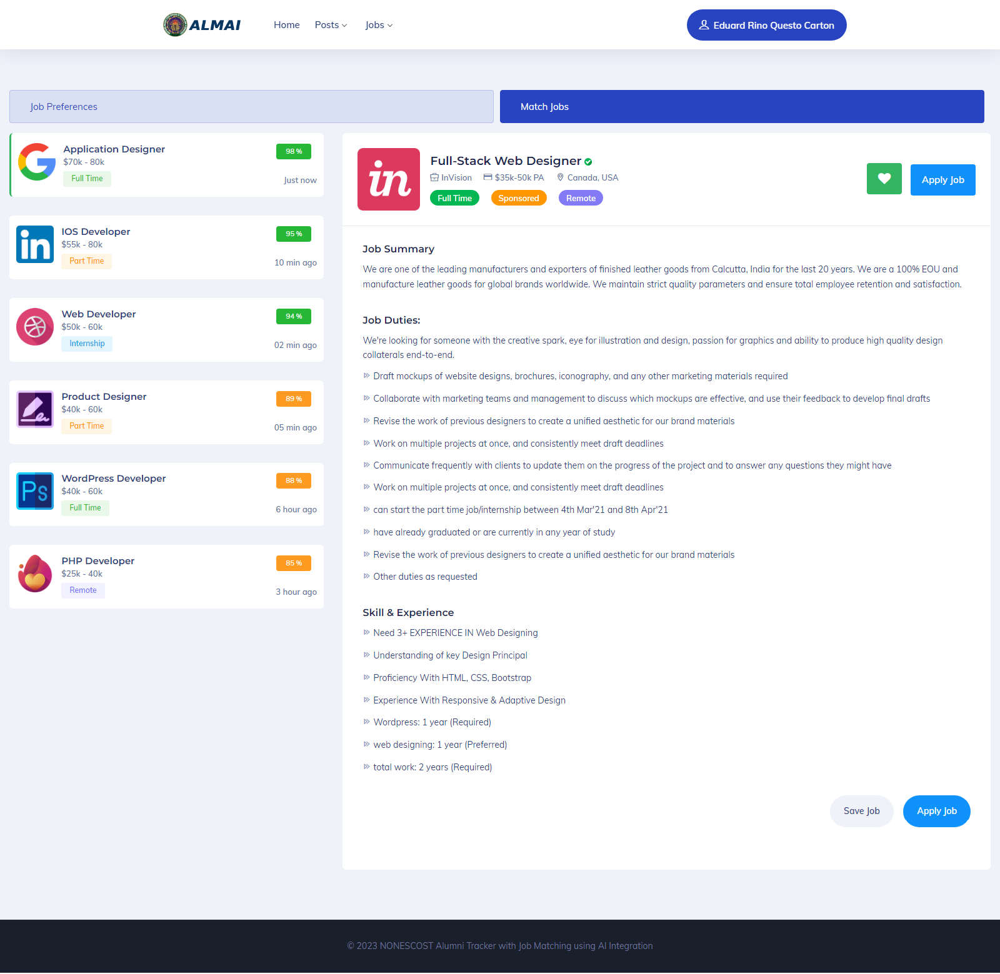 ALMAI
Home Posts Jobs
Eduard Rino Questo Carton
Job Preferences
Match Jobs
Application Designer
98 %
$70k - 80k
Full Time
Just now
in
IOS Developer
95 %
$55k - 80k
Part Time
10 min ago
Web Developer
94 %
$50k - 60k
Internship
02 min ago
Product Designer
89 %
$40k - 60k
Part Time
05 min ago
Ps
WordPress Developer
88 %
$40k - 60k
Full Time
6 hour ago
PHP Developer
85 %
$25k - 40k
Remote
3 hour ago
in
Full-Stack Web Designer
InVision $35k-50k PA Canada, USA
Full Time Sponsored Remote
Apply Job
Job Summary
We are one of the leading manufacturers and exporters of finished leather goods from Calcutta, India for the last 20 years. We are a 100% EOU and
manufacture leather goods for global brands worldwide. We maintain strict quality parameters and ensure total employee retention and satisfaction.
Job Duties:
We're looking for someone with the creative spark, eye for illustration and design, passion for graphics and ability to produce high quality design
collaterals end-to-end.
Draft mockups of website designs, brochures, iconography, and any other marketing materials required
Collaborate with marketing teams and management to discuss which mockups are effective, and use their feedback to develop final drafts
Revise the work of previous designers to create a unified aesthetic for our brand materials
Work on multiple projects at once, and consistently meet draft deadlines
Communicate frequently with clients to update them on the progress of the project and to answer any questions they might have
Work on multiple projects at once, and consistently meet draft deadlines
can start the part time job/internship between 4th Mar'21 and 8th Apr'21
have already graduated or are currently in any year of study
Revise the work of previous designers to create a unified aesthetic for our brand materials
Other duties as requested
Skill & Experience
Need 3+ EXPERIENCE IN Web Designing
Understanding of key Design Principal
Proficiency With HTML, CSS, Bootstrap
Experience With Responsive & Adaptive Design
Wordpress: 1 year (Required)
web designing: 1 year (Preferred)
total work: 2 years (Required)
Save Job
Apply Job
© 2023 NONESCOST Alumni Tracker with Job Matching using AI Integration